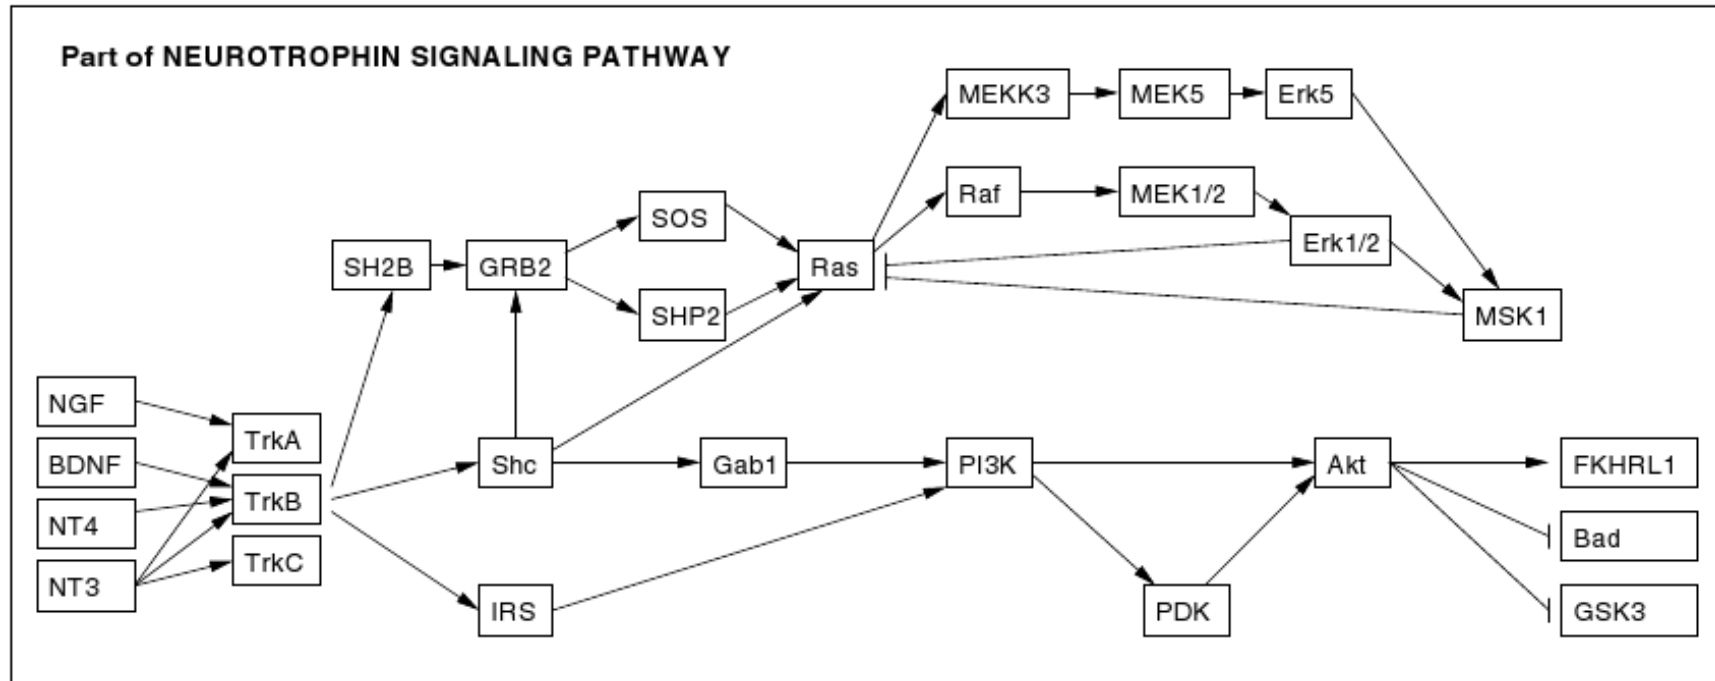 Part of NEUROTROPHIN SIGNALING PATHWAY
MEKK3
MEK5
Erk5
Raf
MEK1/2
SOS
Erk1/2
SH2B
GRB2
Ras
SHP2
MSK1
NGF
TrkA
BDNF
Shc
Gab1
PI3K
Akt
FKHRL1
TrkB
NT4
Bad
TrkC
NT3
IRS
PDK
GSK3